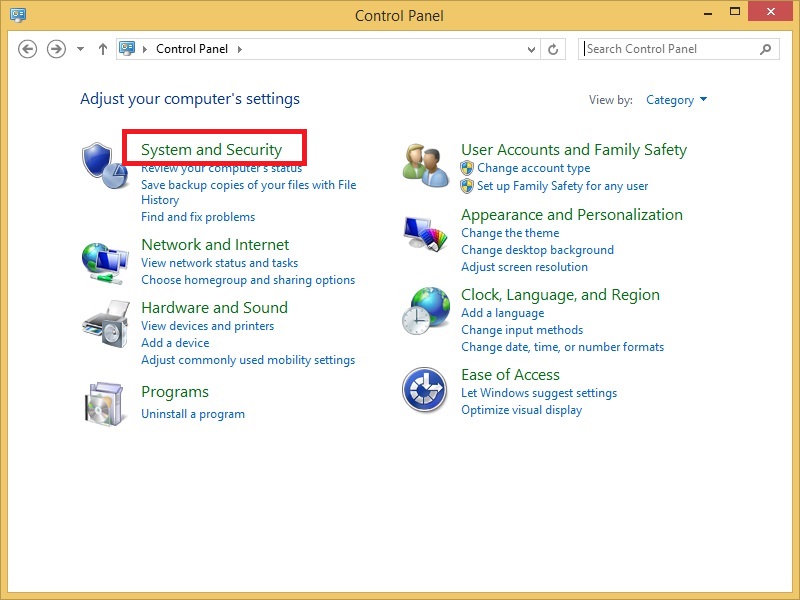 Control Panel
Control Panel
Search Control Panel
Adjust your computer's settings
View by: Category
System and Security
Review your computer's status
Save backup copies of your files with File
History
Find and fix problems
Network and Internet
View network status and tasks
Choose homegroup and sharing options
Hardware and Sound
View devices and printers
Add a device
Adjust commonly used mobility settings
Programs
Uninstall a program
User Accounts and Family Safety
Change account type
Set up Family Safety for any user
Appearance and Personalization
Change the theme
Change desktop background
Adjust screen resolution
Clock, Language, and Region
Add a language
Change input methods
Change date, time, or number formats
Ease of Access
Let Windows suggest settings
Optimize visual display